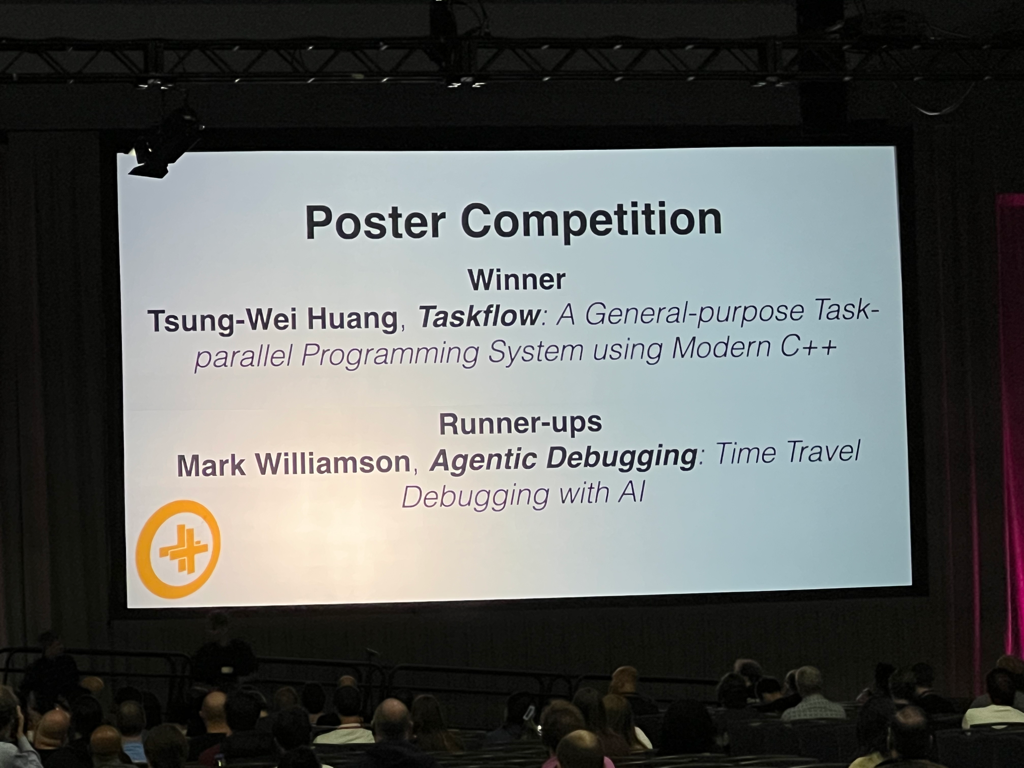 Poster Competition
Winner
Tsung-Wei Huang, Taskflow: A General-purpose Task-
parallel Programming System using Modern C++
Runner-ups
Mark Williamson, Agentic Debugging: Time Travel
Debugging with AI